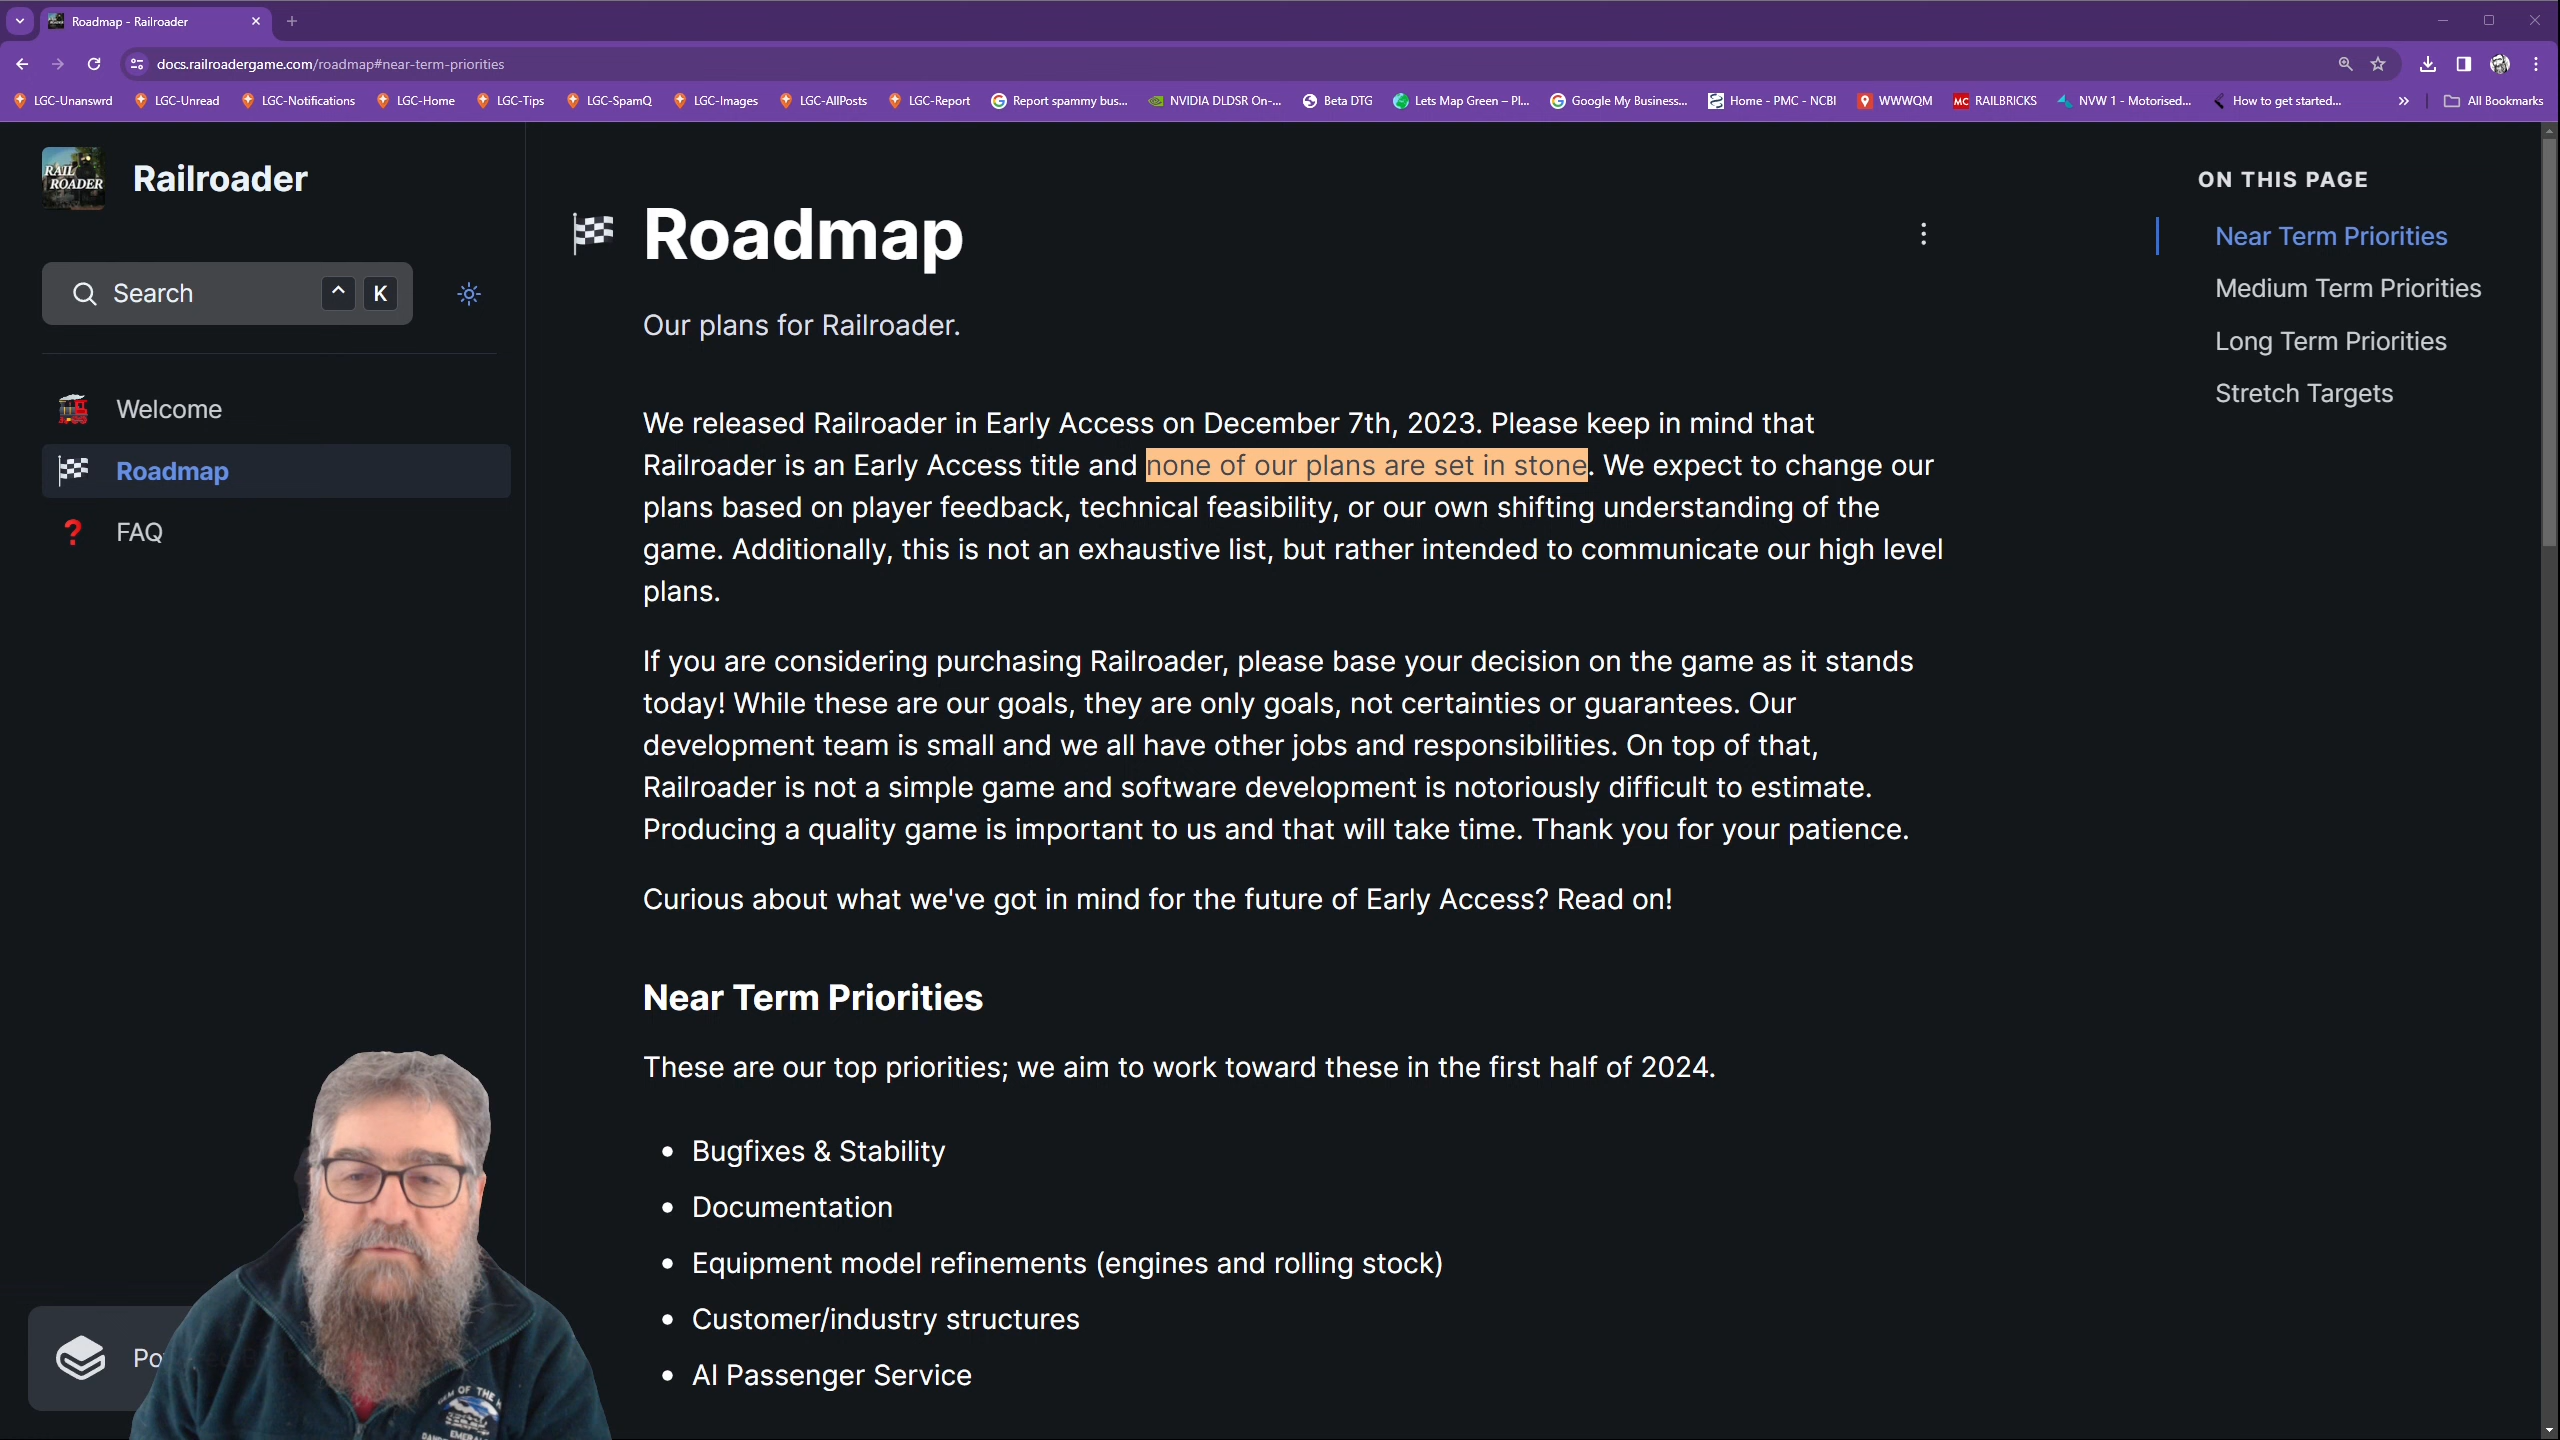 Roadmap - Railroader
docs.railroadergame.com/roadmap#near-term-priorities
LGC-Unanswrd
LGC-Unread
LGC-Notifications
LGC-Home
LGC-Tips
LGC-SpamQ
LGC-Images
LGC-AllPosts
LGC-Report
Report spammy bus...
NVIDIA DLDSR On-...
Beta DTG
Lets Map Green – Pl...
Google My Business...
Home - PMC - NCBI
WWWQM
MC RAILBRICKS
NVW 1 - Motorised...
How to get started...
All Bookmarks
RAIL
ROADER
Railroader
Search
^ K
Welcome
Roadmap
FAQ
Roadmap
Our plans for Railroader.
We released Railroader in Early Access on December 7th, 2023. Please keep in mind that
Railroader is an Early Access title and none of our plans are set in stone. We expect to change our
plans based on player feedback, technical feasibility, or our own shifting understanding of the
game. Additionally, this is not an exhaustive list, but rather intended to communicate our high level
plans.
If you are considering purchasing Railroader, please base your decision on the game as it stands
today! While these are our goals, they are only goals, not certainties or guarantees. Our
development team is small and we all have other jobs and responsibilities. On top of that,
Railroader is not a simple game and software development is notoriously difficult to estimate.
Producing a quality game is important to us and that will take time. Thank you for your patience.
Curious about what we've got in mind for the future of Early Access? Read on!
Near Term Priorities
These are our top priorities; we aim to work toward these in the first half of 2024.
• Bugfixes & Stability
• Documentation
• Equipment model refinements (engines and rolling stock)
• Customer/industry structures
• AI Passenger Service
ON THIS PAGE
Near Term Priorities
Medium Term Priorities
Long Term Priorities
Stretch Targets
Po
OF THE